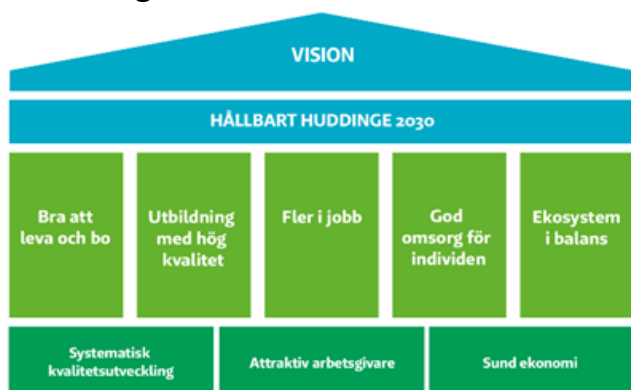 VISION
HÅLLBART HUDDINGE 2030
Bra att
leva och bo
Utbildning
med hög
kvalitet
Fler i jobb
God
omsorg för
individen
Ekosystem
i balans
Systematisk
kvalitetsutveckling
Attraktiv arbetsgivare
Sund ekonomi